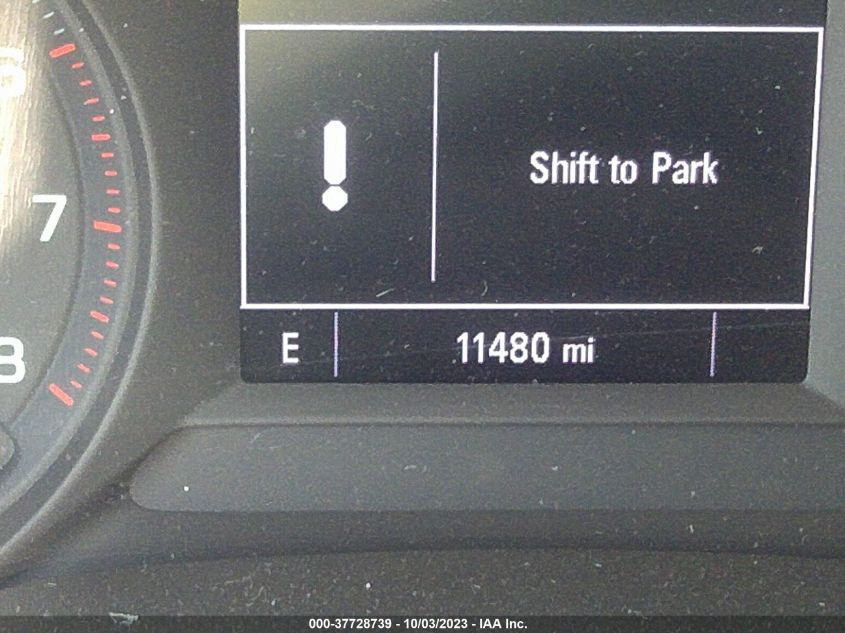 6
7
8
Shift to Park
E 11480 mi
000-37728739 - 10/03/2023 - IAA Inc.